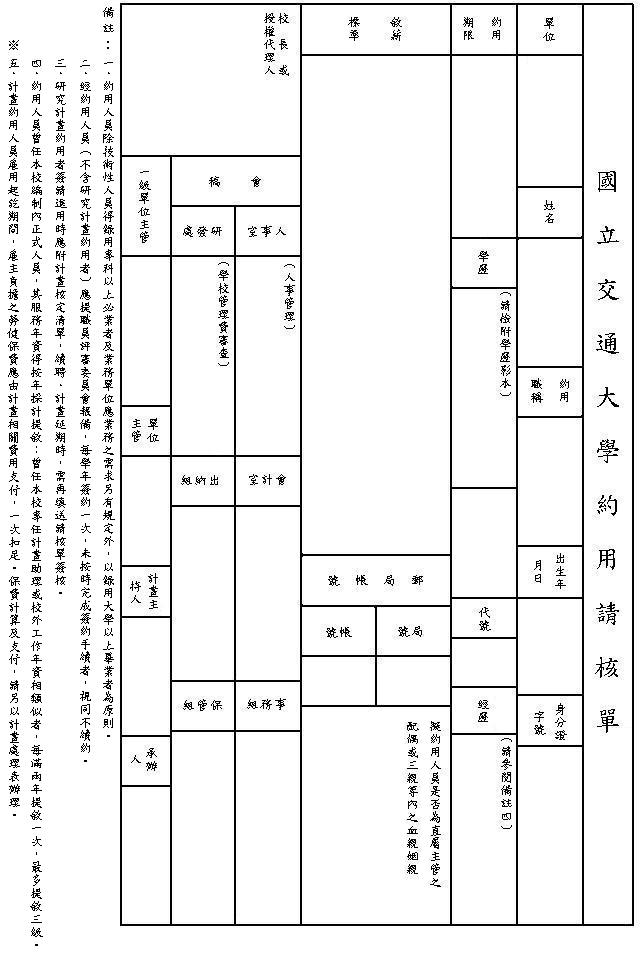 國立交通大學約用請核單
單位
姓名
約用
職稱
出生年
月日
身分證
字號
約用
期限
學歷
(請檢附學歷影本)
代號
經歷
(請參閱備註四)
敘薪
標準
郵局帳號
局號
帳號
擬約用人員是否為直屬主管之
配偶或三親等內之血親姻親
校長或
授權代理人
會稿
人事室
(人事管理)
會計室
事務組
研發處
(學校管理費審查)
出納組
保管組
一級單位主管
單位
主管
計畫主
持人
承辦
人
備註:一、約用人員除技術性人員得錄用專科以上必業者及業務單位應業務之需求另有規定外,以錄用大學以上畢業者為原則。
二、經約用人員(不含研究計畫約用者)應提職員評審委員會報備,每學年簽約一次,未按時完成簽約手續者,視同不續約。
三、研究計畫約用者簽請進用時應附計畫核定清單,續聘、計畫延期時,需再填送請核單簽核。
四、約用人員曾任本校編制內正式人員,其服務年資得按年採計提敘;曾任本校專任計畫助理或校外工作年資相類似者,每滿兩年提敘一次,最多提敘三級。
※五、計畫約用人員雇用起訖期間,雇主負擔之勞健保費應由計畫相關費用支付,一次扣足。保費計算及支付,請另以計畫處理表辦理。